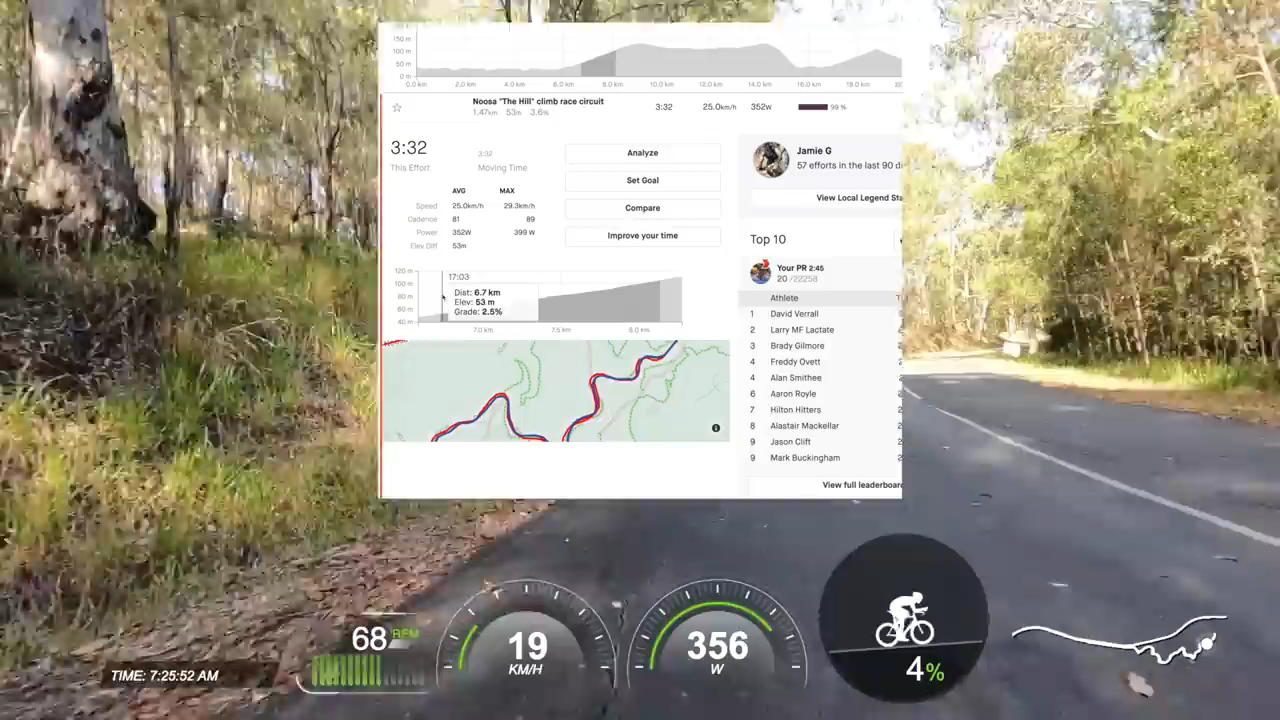 150 m
100 m
50 m
0 m
0.0 km 2.0 km 4.0 km 6.0 km 8.0 km 10.0 km 12.0 km 14.0 km 16.0 km 18.0 km
Noosa "The Hill" climb race circuit 3:32 25.0km/h 352W 99 %
1.47km 53m 3.6%
3:32 3:32
This Effort Moving Time
Analyze
Set Goal
Compare
Improve your time
AVG MAX
Speed 25.0km/h 29.3km/h
Cadence 81 89
Power 352W 399 W
Elev Diff 53m
120 m
100 m
80 m
60 m
40 m
17:03
Dist: 6.7 km
Elev: 53 m
Grade: 2.5%
7.0 km 7.5 km 8.0 km
Jamie G
57 efforts in the last 90 d
View Local Legend Sta
Top 10
Your PR 2:45
20 /22258
Athlete T
1 David Verrall
2 Larry MF Lactate
3 Brady Gilmore
4 Freddy Ovett
4 Alan Smithee
6 Aaron Royle
7 Hilton Hitters
8 Alastair Mackellar
9 Jason Clift
9 Mark Buckingham
View full leaderboar
TIME: 7:25:52 AM
68 RPM
19
KM/H
356
W
4%